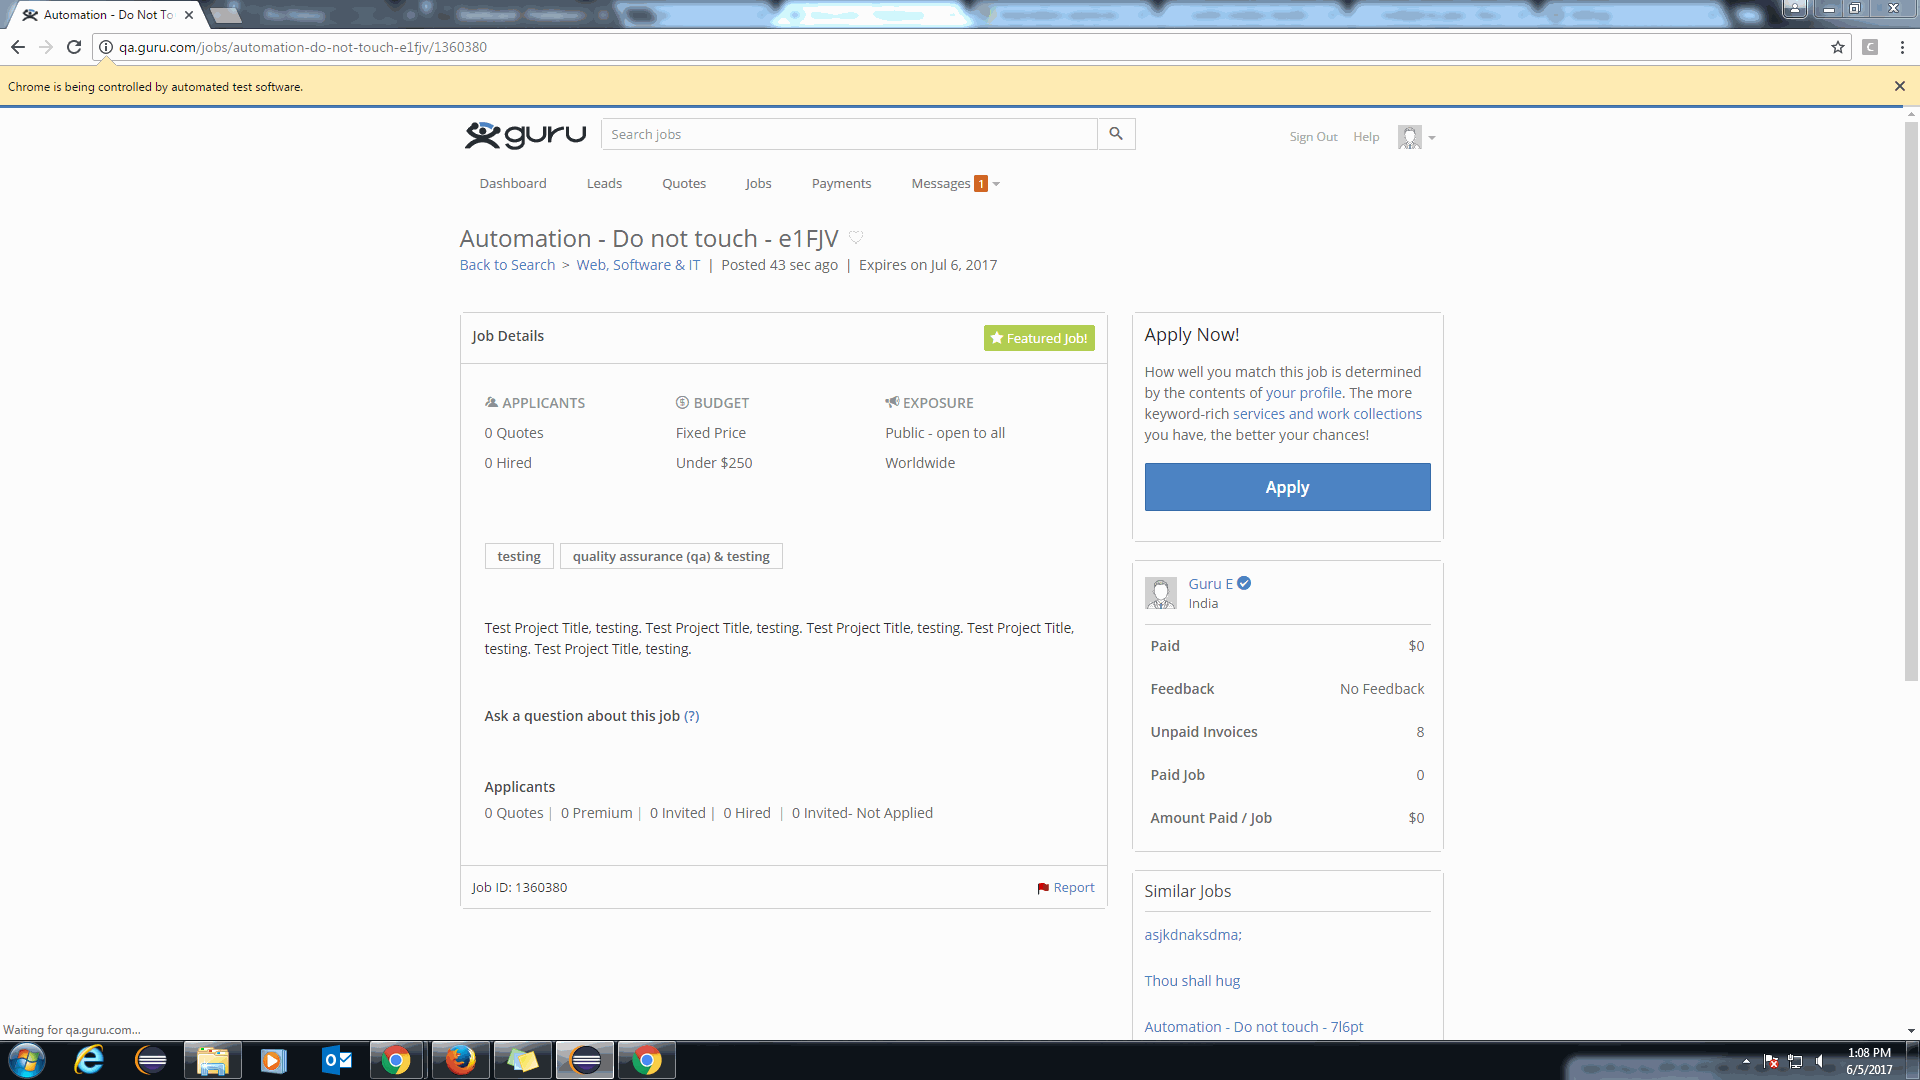 Automation - Do Not To
qa.guru.com/jobs/automation-do-not-touch-e1fjv/1360380
C
Chrome is being controlled by automated test software.
guru
Search jobs
Sign Out Help
Dashboard Leads Quotes Jobs Payments Messages 1
Automation - Do not touch - e1FJV
Back to Search > Web, Software & IT | Posted 43 sec ago | Expires on Jul 6, 2017
Job Details
Featured Job!
APPLICANTS BUDGET EXPOSURE
0 Quotes Fixed Price Public - open to all
0 Hired Under $250 Worldwide
testing quality assurance (qa) & testing
Test Project Title, testing. Test Project Title, testing. Test Project Title, testing. Test Project Title,
testing. Test Project Title, testing.
Ask a question about this job (?)
Applicants
0 Quotes | 0 Premium | 0 Invited | 0 Hired | 0 Invited- Not Applied
Job ID: 1360380 Report
Apply Now!
How well you match this job is determined
by the contents of your profile. The more
keyword-rich services and work collections
you have, the better your chances!
Apply
Guru E
India
Paid $0
Feedback No Feedback
Unpaid Invoices 8
Paid Job 0
Amount Paid / Job $0
Similar Jobs
asjkdnaksdma;
Thou shall hug
Automation - Do not touch - 7l6pt
Waiting for qa.guru.com...
1:08 PM
6/5/2017